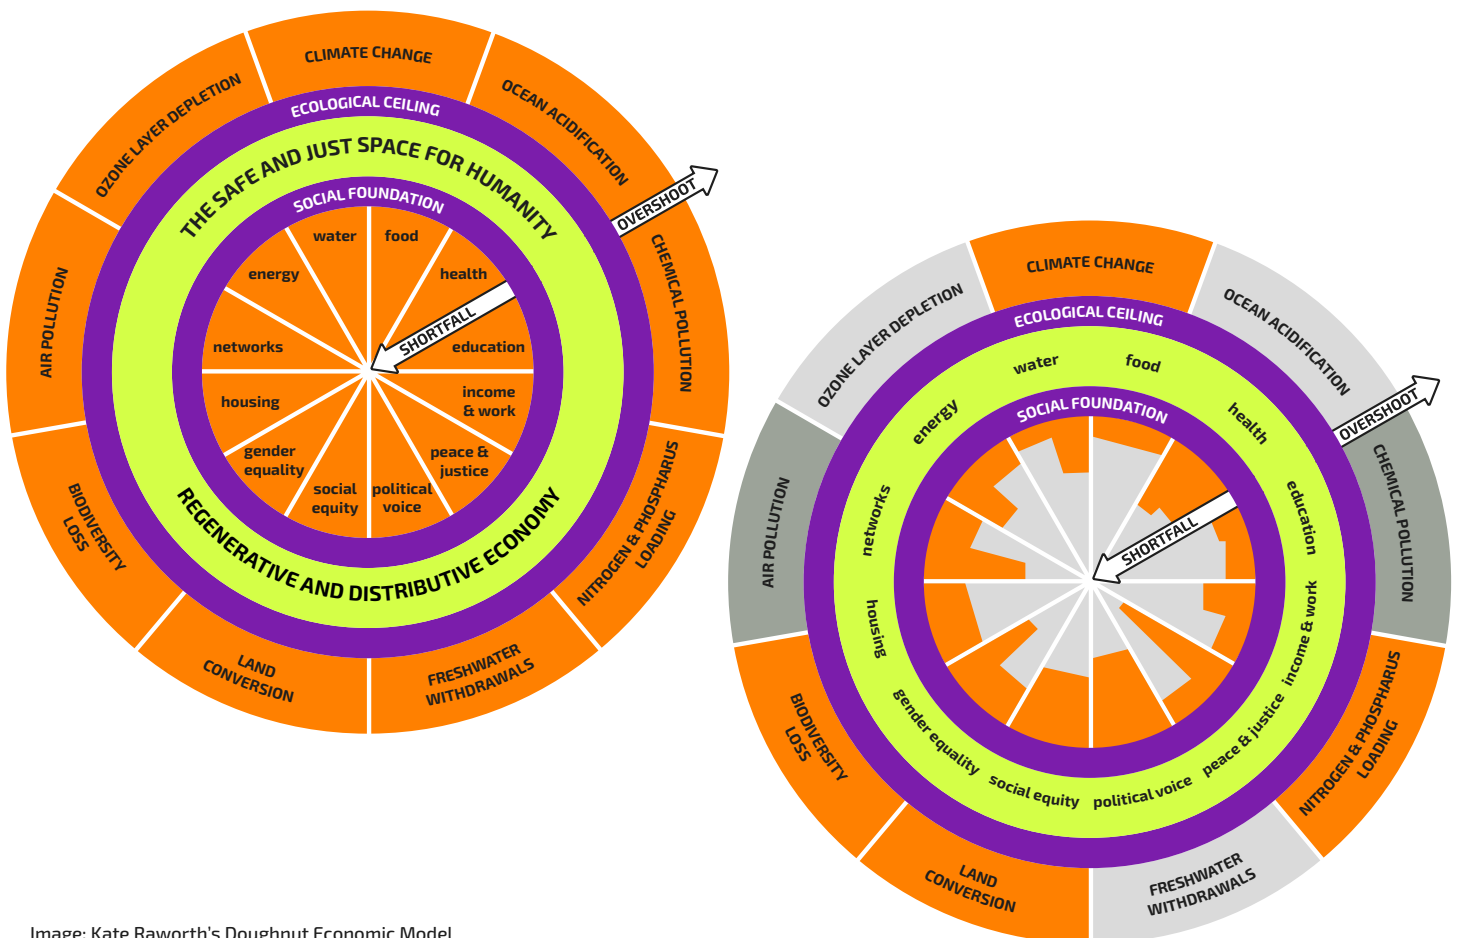 CLIMATE CHANGE
OCEAN ACIDIFICATION
CHEMICAL POLLUTION
NITROGEN & PHOSPHARUS
LOADING
FRESHWATER
WITHDRAWALS
LAND
CONVERSION
BIODIVERSITY
LOSS
AIR POLLUTION
OZONE LAYER DEPLETION
ECOLOGICAL CEILING
THE SAFE AND JUST SPACE FOR HUMANITY
SOCIAL FOUNDATION
OVERSHOOT
SHORTFALL
water
food
health
education
income
& work
peace &
justice
political
voice
social
equity
gender
equality
housing
networks
energy
REGENERATIVE AND DISTRIBUTIVE ECONOMY
CLIMATE CHANGE
OCEAN ACIDIFICATION
CHEMICAL POLLUTION
NITROGEN & PHOSPHARUS
LOADING
FRESHWATER
WITHDRAWALS
LAND
CONVERSION
BIODIVERSITY
LOSS
AIR POLLUTION
OZONE LAYER DEPLETION
ECOLOGICAL CEILING
SOCIAL FOUNDATION
OVERSHOOT
SHORTFALL
water
food
health
education
income & work
peace & justice
political voice
social equity
gender equality
housing
networks
energy
Image: Kate Raworth's Doughnut Economic Model